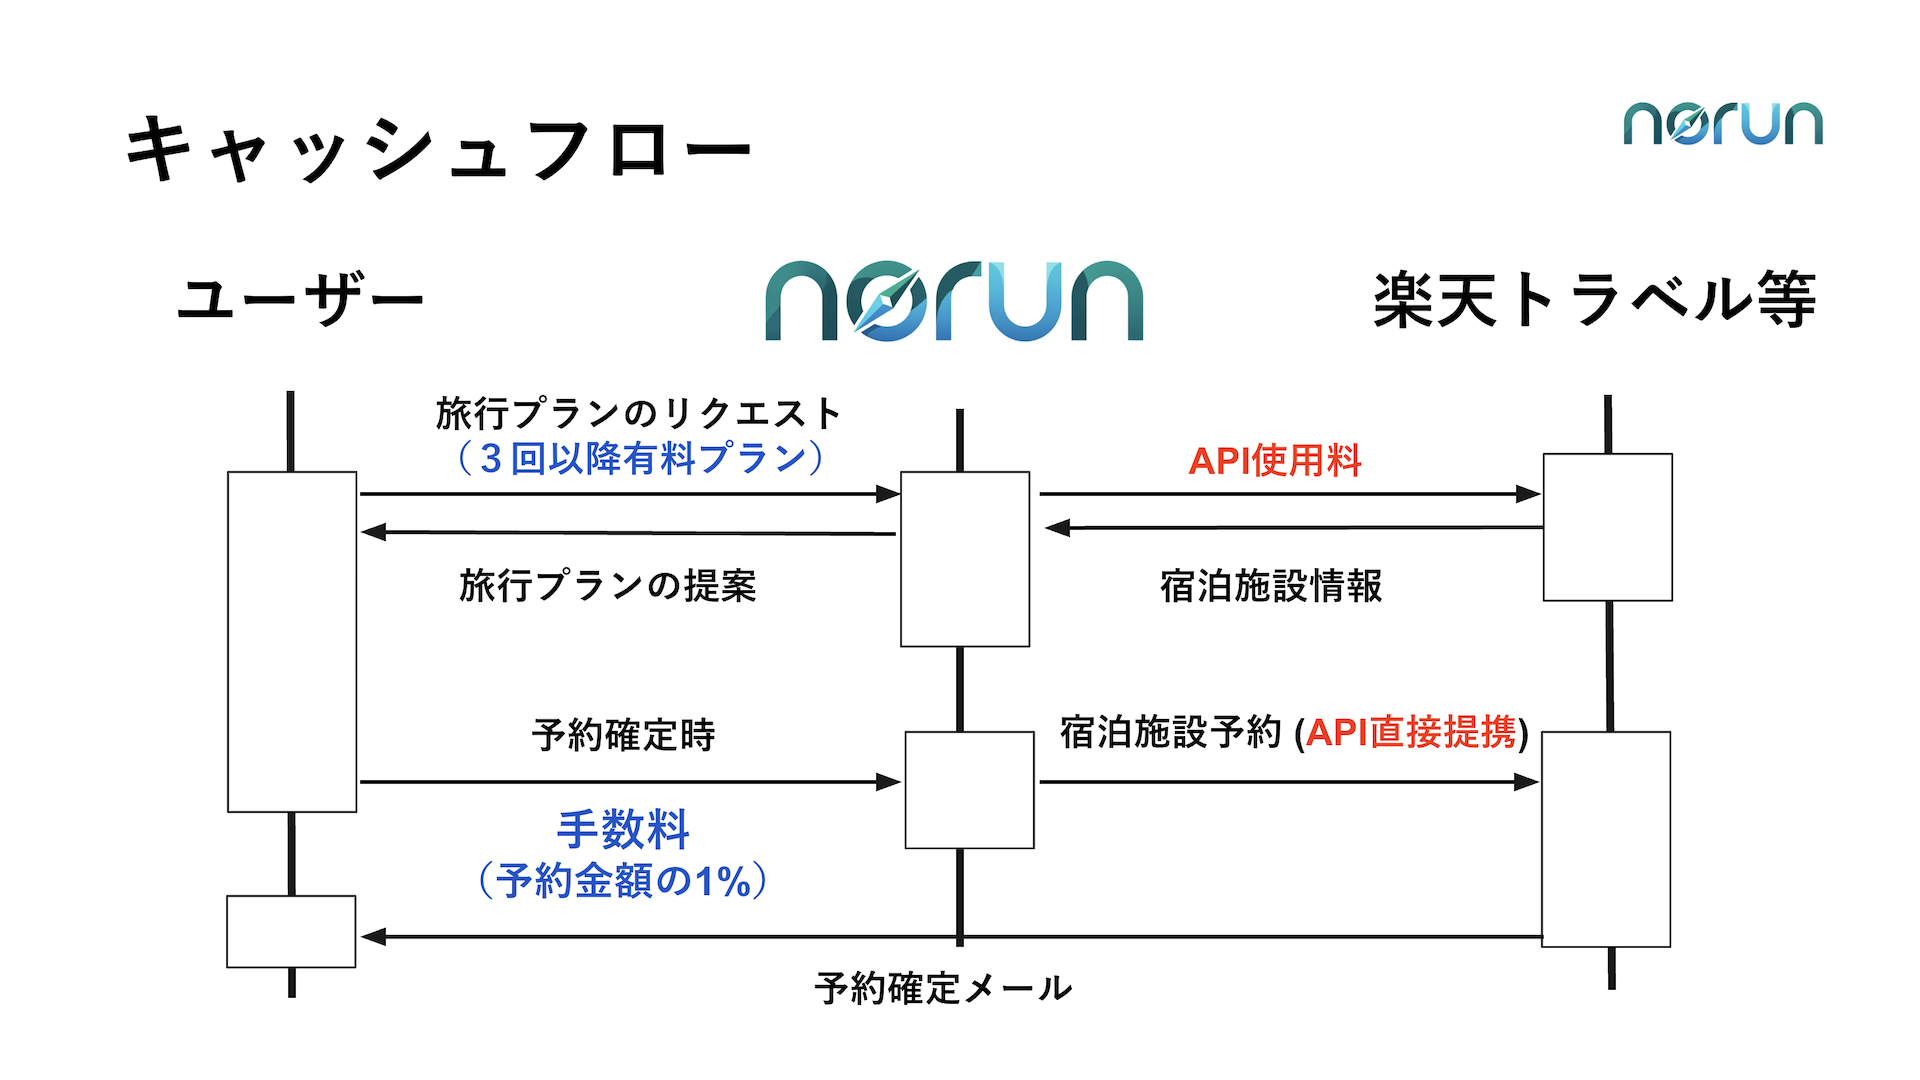 キャッシュフロー
norun
ユーザー
norun
楽天トラベル等
旅行プランのリクエスト
（３回以降有料プラン）
API使用料
旅行プランの提案
宿泊施設情報
予約確定時
宿泊施設予約 (API直接提携)
手数料
（予約金額の1%）
予約確定メール